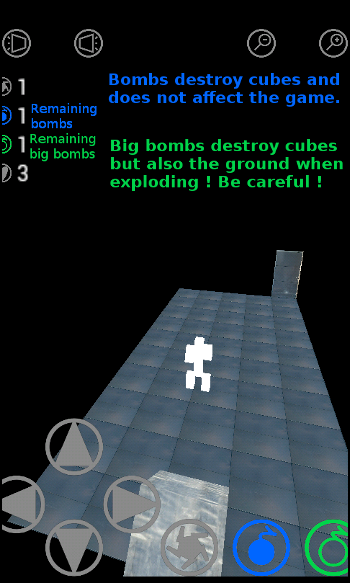 1
Bombs destroy cubes and
does not affect the game.
1 Remaining
bombs
1 Remaining
big bombs
Big bombs destroy cubes
but also the ground when
exploding ! Be careful !
3